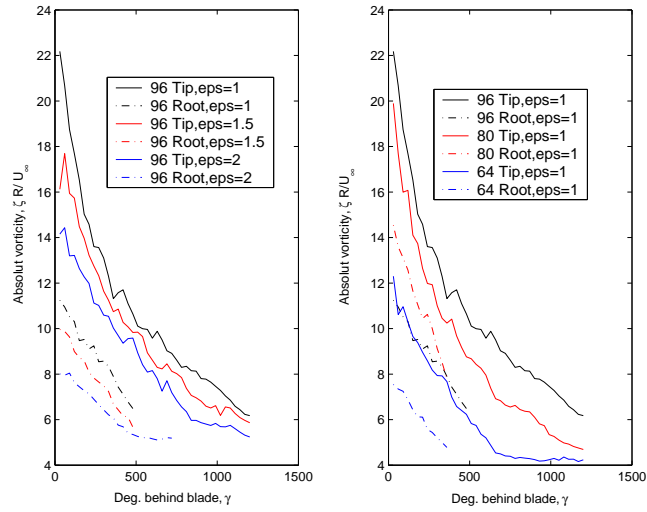 22
20
18
16
14
12
10
8
6
4
0
500
1000
1500
Absolut vorticity, ζ R/ U∞
Deg. behind blade, γ
96 Tip,eps=1
96 Root,eps=1
96 Tip,eps=1.5
96 Root,eps=1.5
96 Tip,eps=2
96 Root,eps=2
22
20
18
16
14
12
10
8
6
4
0
500
1000
1500
Absolut vorticity, ζ R/ U∞
Deg. behind blade, γ
96 Tip,eps=1
96 Root,eps=1
80 Tip,eps=1
80 Root,eps=1
64 Tip,eps=1
64 Root,eps=1